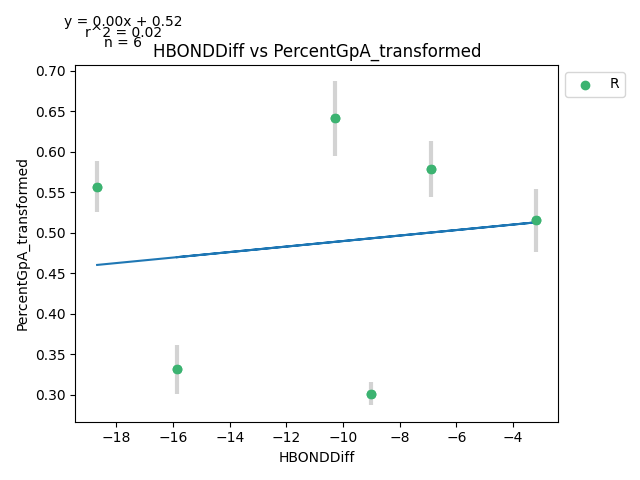 y = 0.00x + 0.52
r^2 = 0.02
n = 6
HBONDDiff vs PercentGpA_transformed
R
PercentGpA_transformed
0.70
0.65
0.60
0.55
0.50
0.45
0.40
0.35
0.30
−18 −16 −14 −12 −10 −8 −6 −4
HBONDDiff